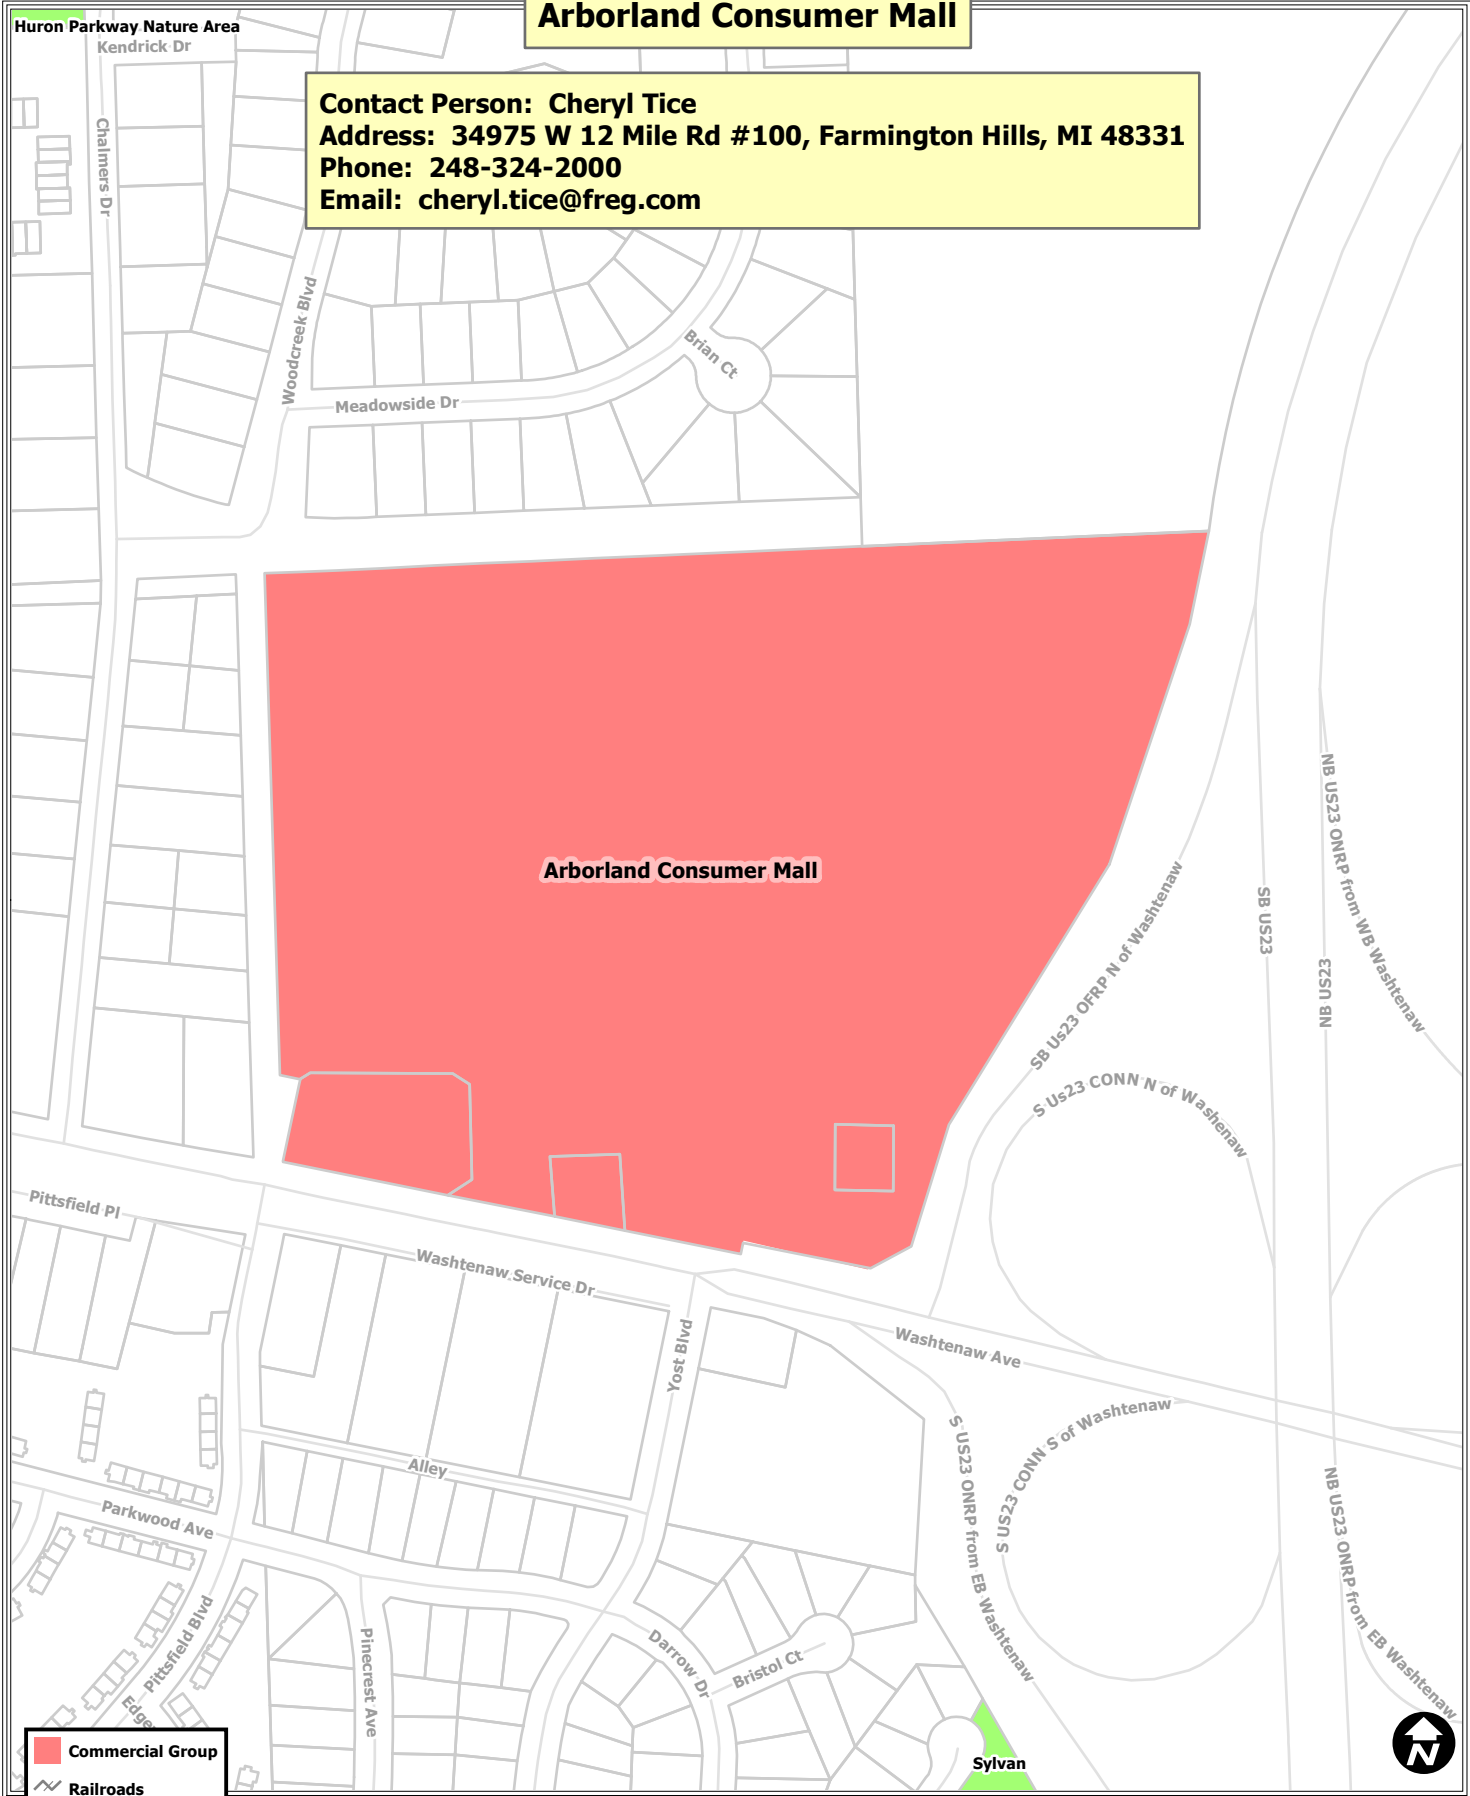 Arborland Consumer Mall
Huron Parkway Nature Area
Kendrick Dr
Contact Person: Cheryl Tice
Address: 34975 W 12 Mile Rd #100, Farmington Hills, MI 48331
Phone: 248-324-2000
Email: cheryl.tice@freg.com
Chalmers Dr
Woodcreek Blvd
Brian Ct
Meadowside Dr
Arborland Consumer Mall
NB US23 ONRP from WB Washtenaw
SB US23
NB US23
SB Us23 OFRP N of Washtenaw
S Us23 CONN N of Washenaw
Pittsfield Pl
Washtenaw Service Dr
Yost Blvd
Washtenaw Ave
S US23 CONN S of Washtenaw
S US23 ONRP from EB Washtenaw
NB US23 ONRP from EB Washtenaw
Alley
Parkwood Ave
Pittsfield Blvd
Pinecrest Ave
Darrow Dr
Bristol Ct
Commercial Group
Railroads
Sylvan
N